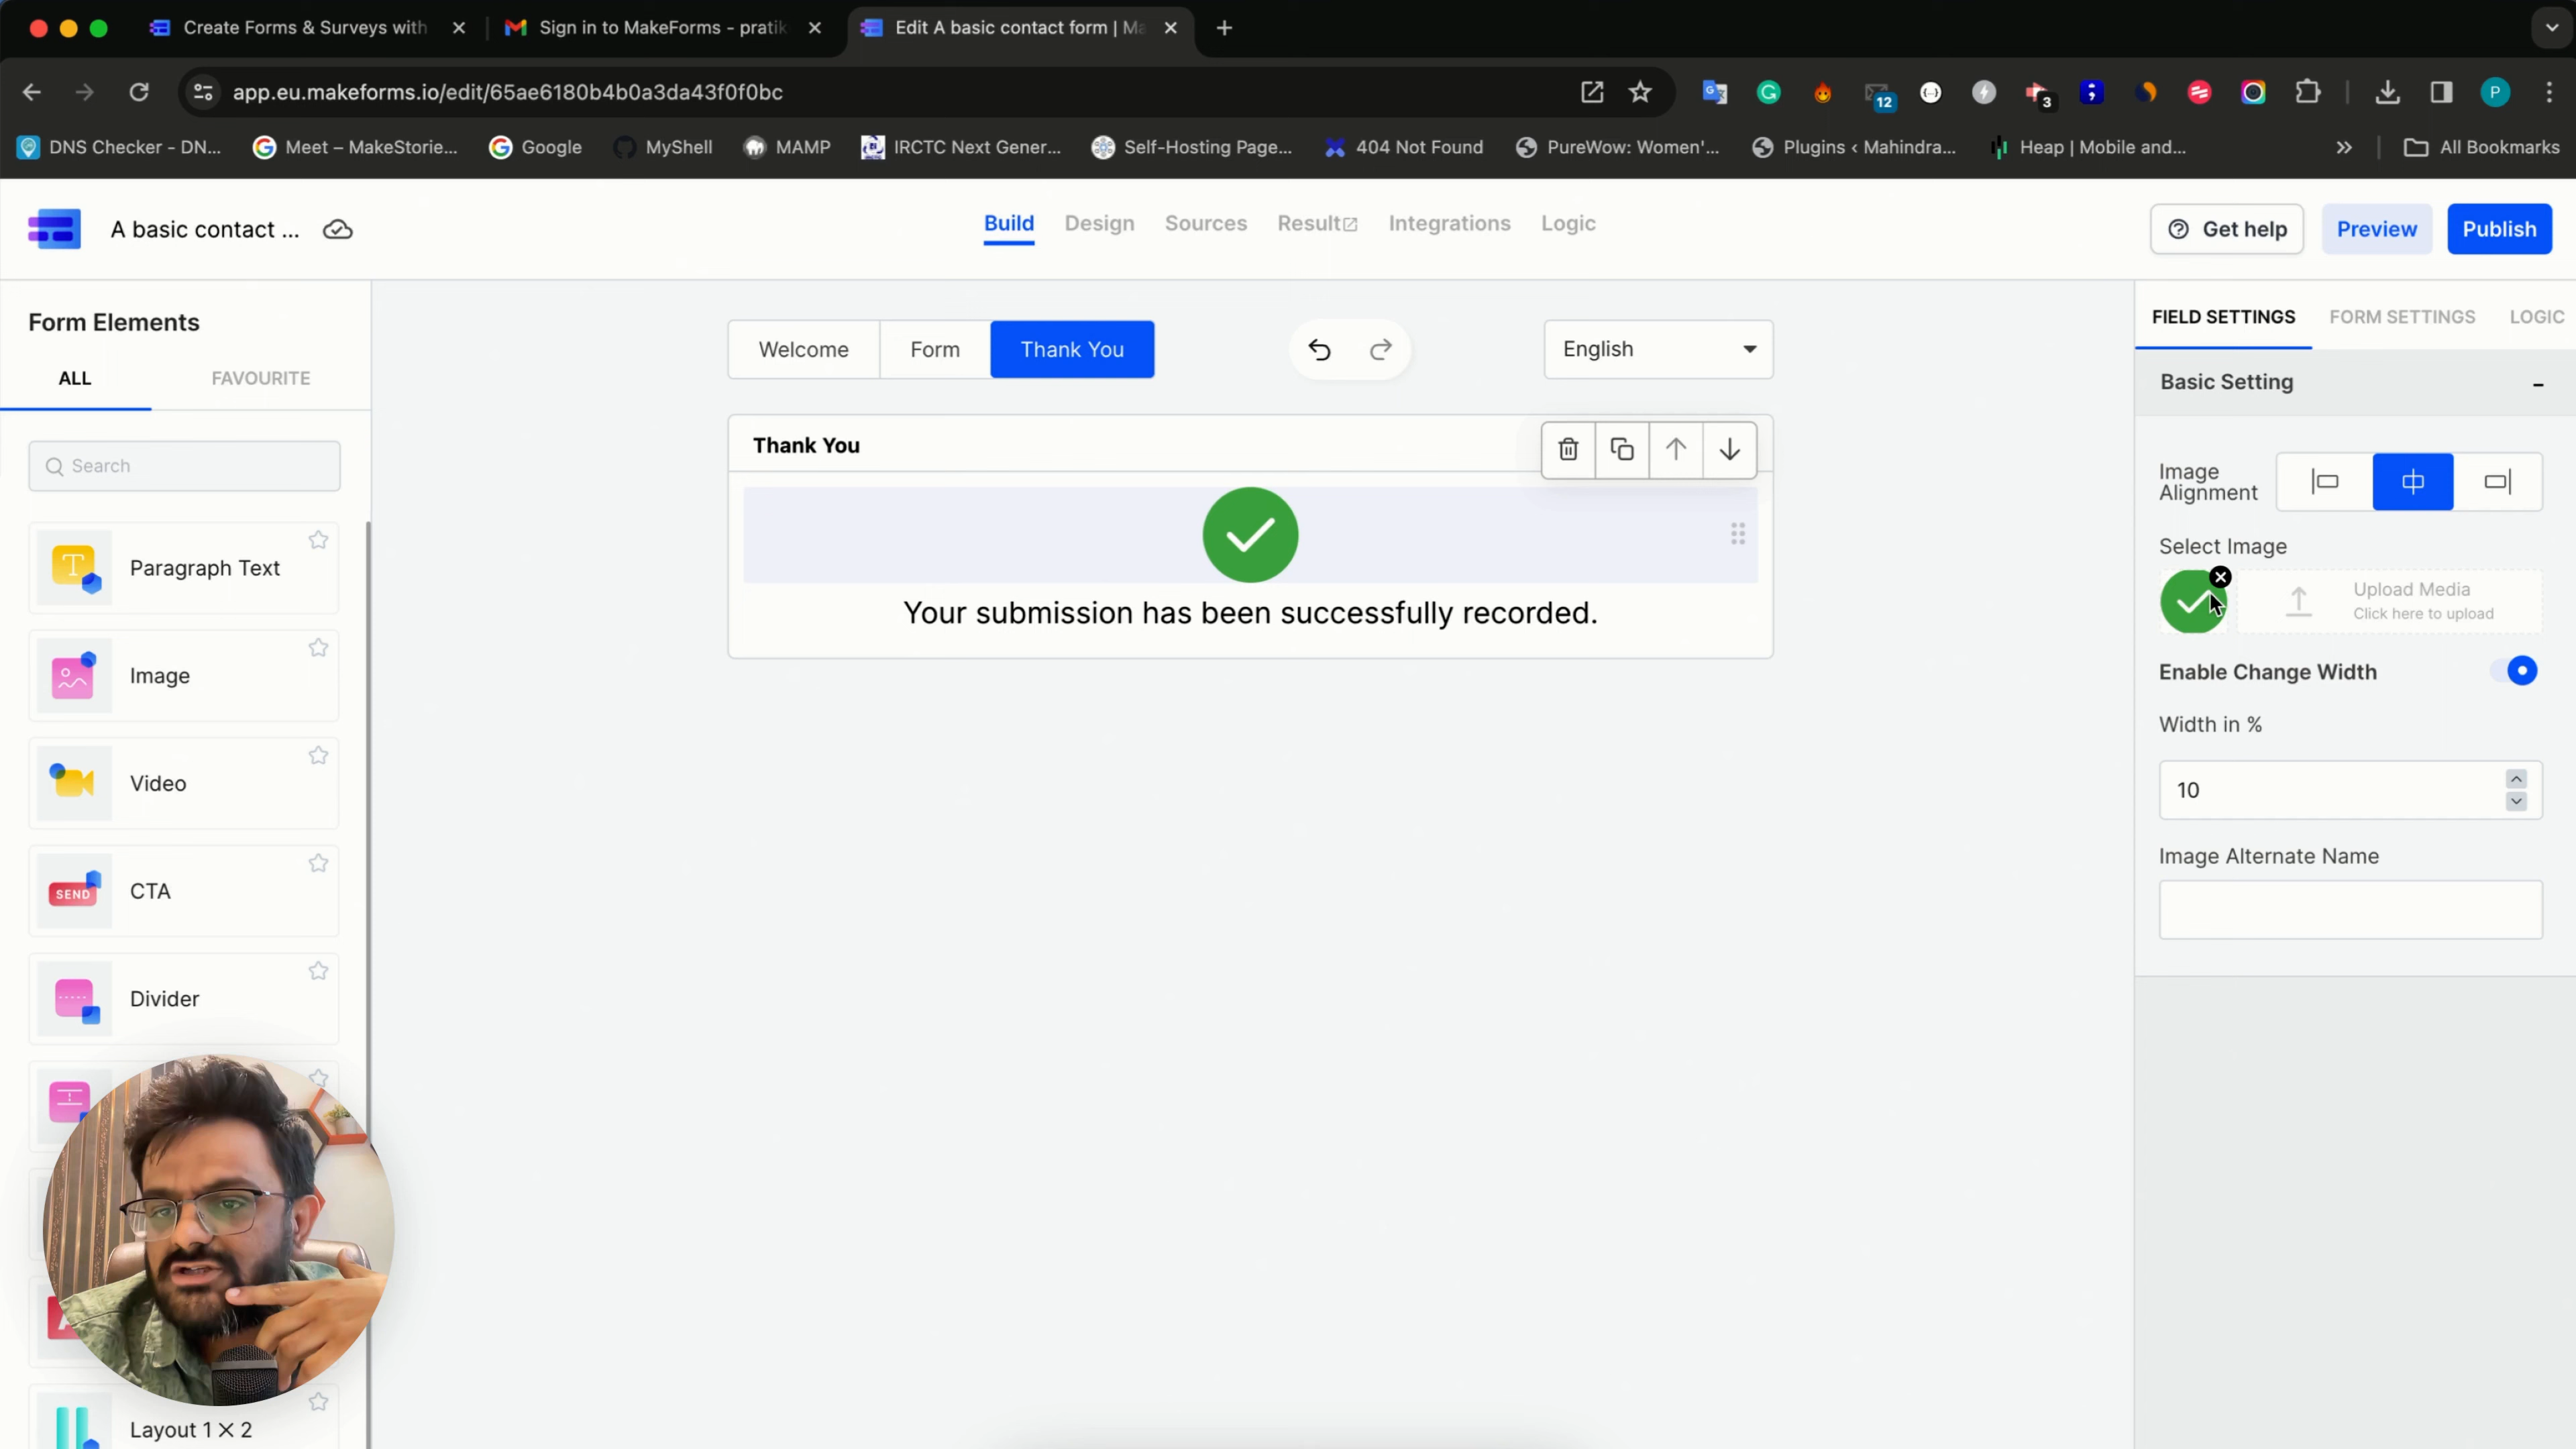 Create Forms & Surveys with
Sign in to MakeForms - pratik
Edit A basic contact form | Ma
app.eu.makeforms.io/edit/65ae6180b4b0a3da43f0f0bc
12
3
P
DNS Checker - DN...
Meet – MakeStorie...
Google
MyShell
MAMP
IRCTC Next Gener...
Self-Hosting Page...
404 Not Found
PureWow: Women'...
Plugins ‹ Mahindra...
Heap | Mobile and...
All Bookmarks
A basic contact ...
Build
Design
Sources
Result
Integrations
Logic
Get help
Preview
Publish
Form Elements
ALL
FAVOURITE
Search
Paragraph Text
Image
Video
SEND
CTA
Divider
Layout 1 × 2
Welcome
Form
Thank You
English
Thank You
Your submission has been successfully recorded.
FIELD SETTINGS
FORM SETTINGS
LOGIC
Basic Setting
Image
Alignment
Select Image
Upload Media
Click here to upload
Enable Change Width
Width in %
10
Image Alternate Name